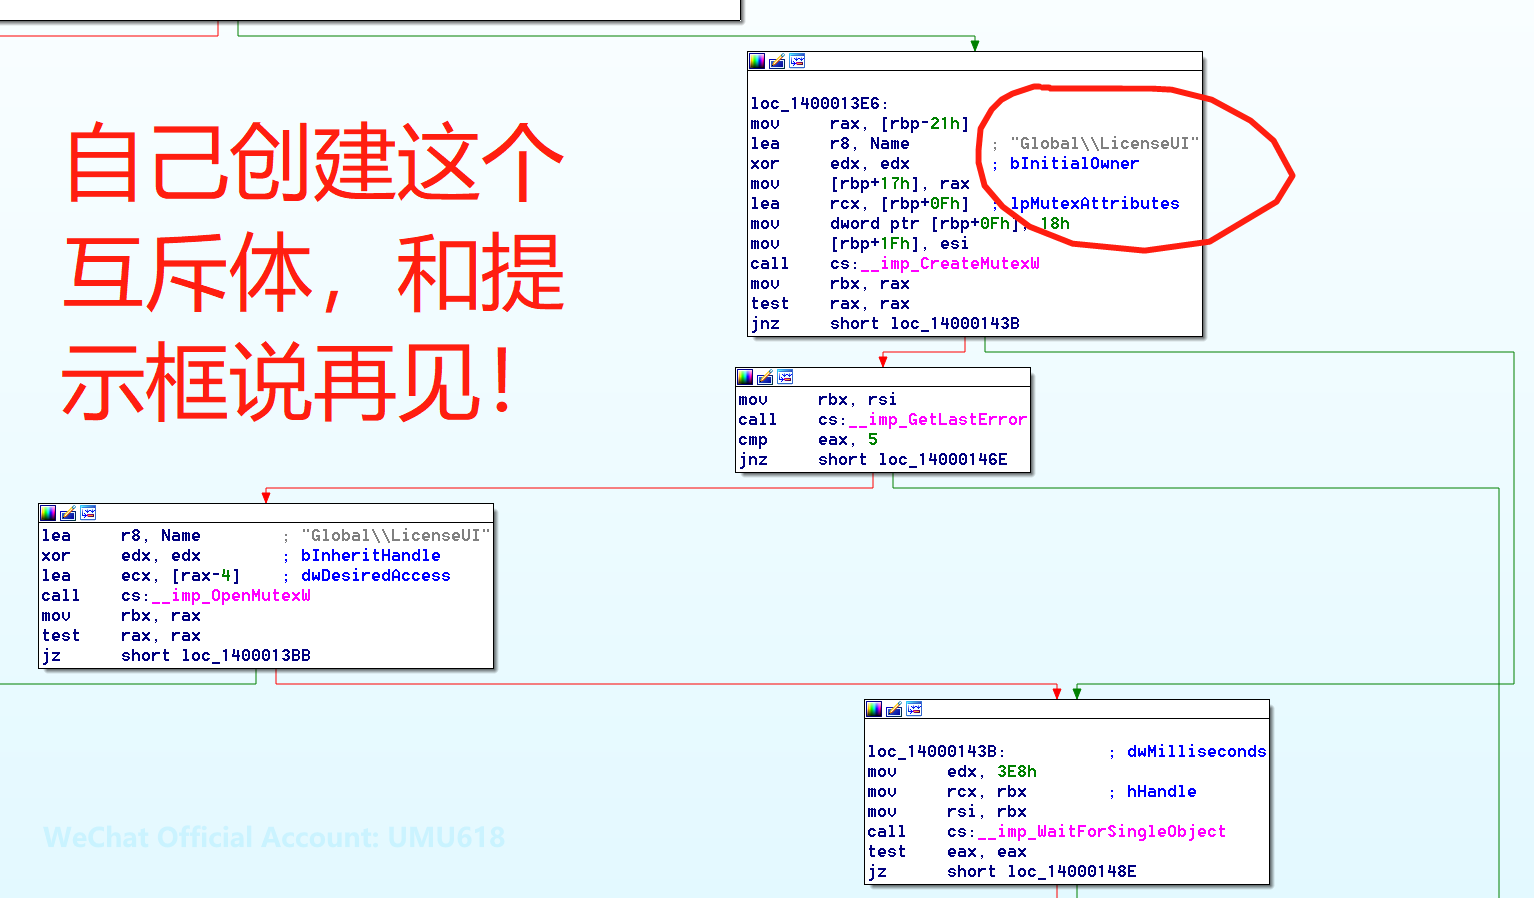 loc_1400013E6:
mov rax, [rbp-21h]
lea r8, Name ; "Global\\LicenseUI"
xor edx, edx ; bInitialOwner
mov [rbp+17h], rax
lea rcx, [rbp+0Fh] ; lpMutexAttributes
mov dword ptr [rbp+0Fh], 18h
mov [rbp+1Fh], esi
call cs:__imp_CreateMutexW
mov rbx, rax
test rax, rax
jnz short loc_14000143B
自己创建这个
互斥体，和提
示框说再见！
mov rbx, rsi
call cs:__imp_GetLastError
cmp eax, 5
jnz short loc_14000146E
lea r8, Name ; "Global\\LicenseUI"
xor edx, edx ; bInheritHandle
lea ecx, [rax-4] ; dwDesiredAccess
call cs:__imp_OpenMutexW
mov rbx, rax
test rax, rax
jz short loc_1400013BB
loc_14000143B: ; dwMilliseconds
mov edx, 3E8h
mov rcx, rbx ; hHandle
mov rsi, rbx
call cs:__imp_WaitForSingleObject
test eax, eax
jz short loc_14000148E
WeChat Official Account: UMU618